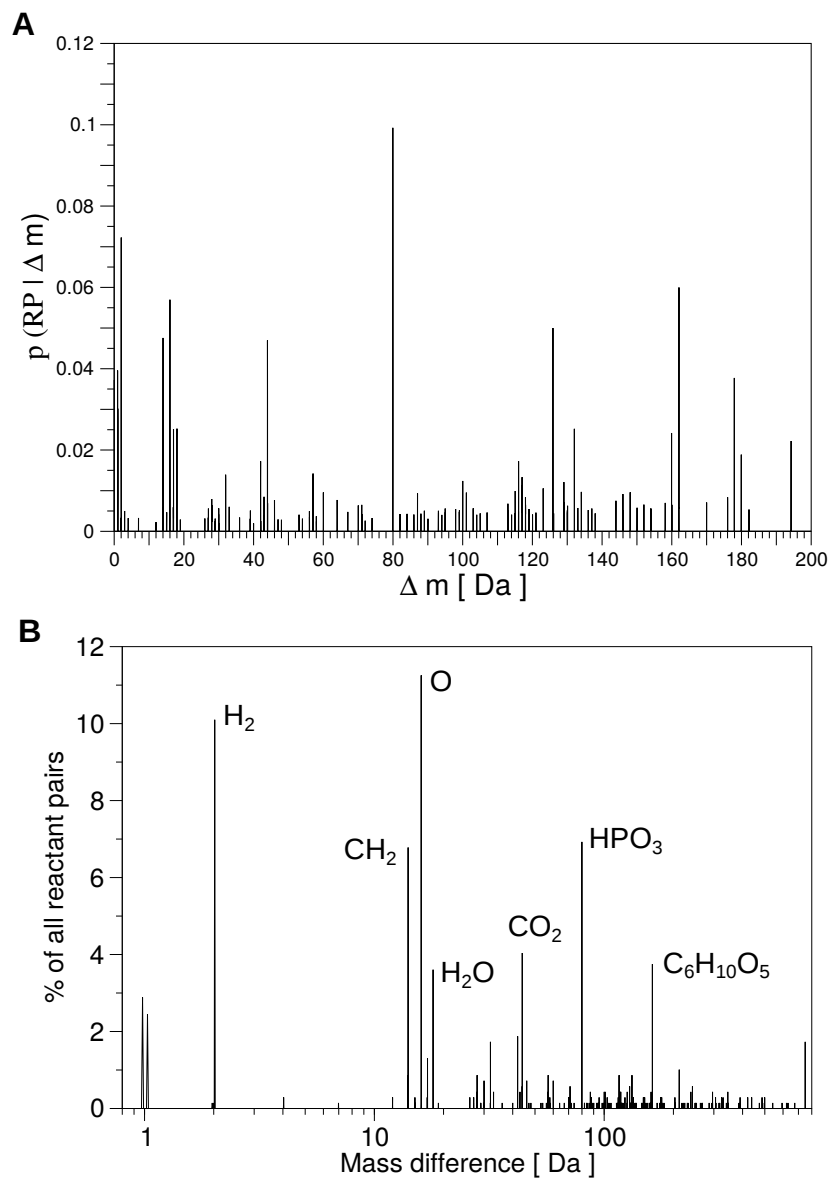 A
0.12
0.1
0.08
0.06
0.04
0.02
0
p (RP | Δ m)
0 20 40 60 80 100 120 140 160 180 200
Δ m [ Da ]
B
12
10
8
6
4
2
0
% of all reactant pairs
H₂
CH₂
O
H₂O
CO₂
HPO₃
C₆H₁₀O₅
1 10 100
Mass difference [ Da ]